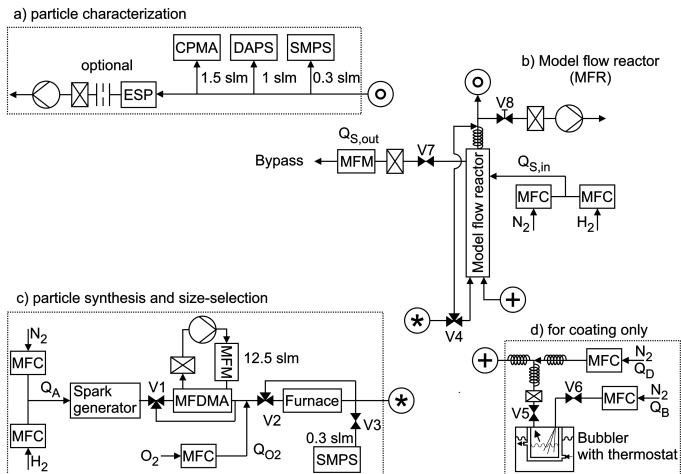 a) particle characterization
CPMA DAPS SMPS
optional
1.5 slm 1 slm 0.3 slm
ESP
b) Model flow reactor
(MFR)
V8
Q_S,out
V7
Bypass
MFM
Q_S,in
MFC MFC
N2 H2
Model flow reactor
+
*
V4
c) particle synthesis and size-selection
N2
MFC
MFM
12.5 slm
Q_A
Spark
generator
V1
MFDMA
V2
Furnace
*
V3
MFC
H2
O2
MFC
Q_O2
0.3 slm
SMPS
d) for coating only
+
MFC
N2
Q_D
V6
MFC
N2
Q_B
V5
Bubbler
with thermostat